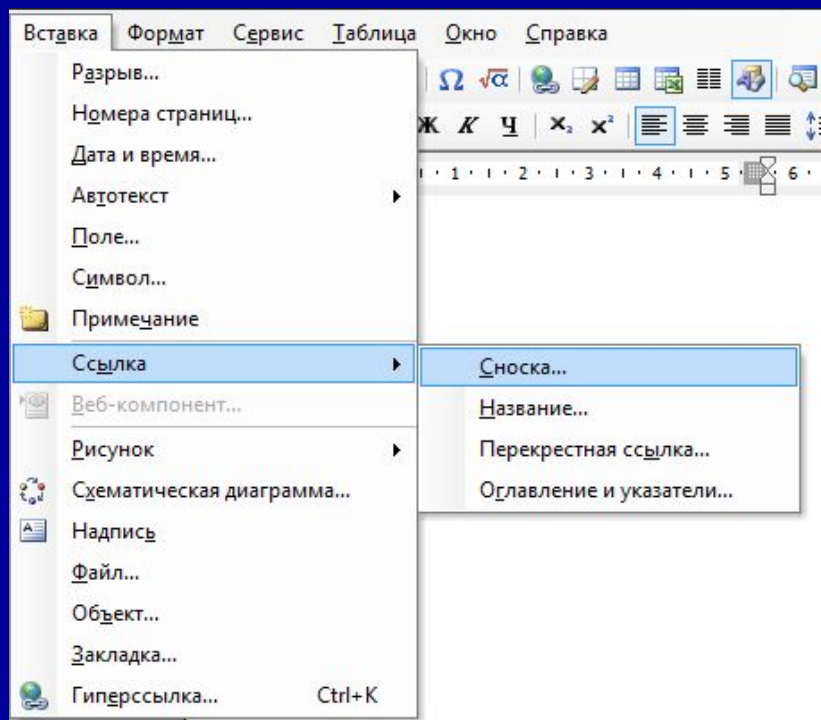 Вставка Формат Сервис Таблица Окно Справка
Разрыв...
Номера страниц...
Дата и время...
Автотекст
Поле...
Символ...
Примечание
Ссылка
Веб-компонент...
Рисунок
Схематическая диаграмма...
Надпись
Файл...
Объект...
Закладка...
Гиперссылка... Ctrl+K
Ω √α
Ж К Ч × ₂ ײ
1 · 2 · 3 · 4 · 5 · 6
Сноска...
Название...
Перекрестная ссылка...
Оглавление и указатели...